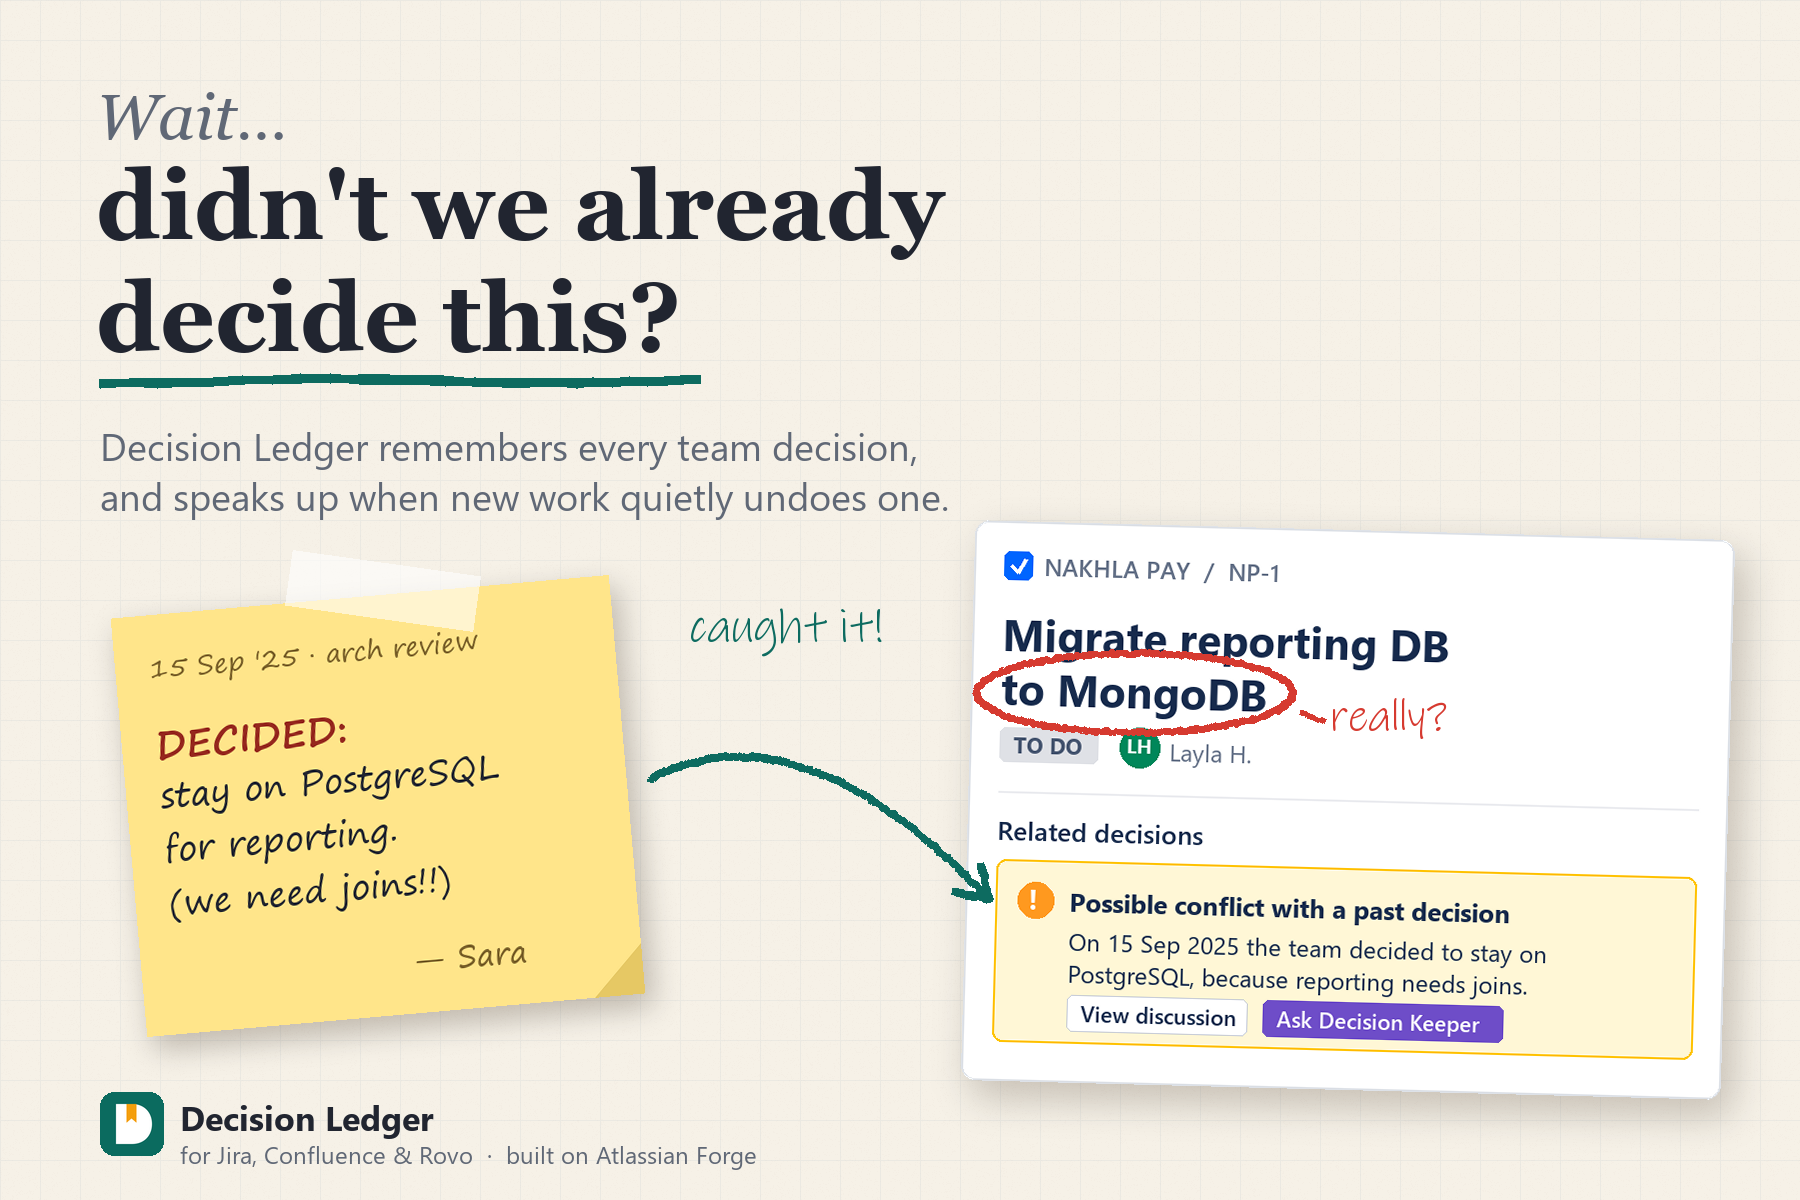 Wait...
didn't we already
decide this?
Decision Ledger remembers every team decision,
and speaks up when new work quietly undoes one.
15 Sep '25 · arch review
DECIDED:
stay on PostgreSQL
for reporting.
(we need joins!!)
— Sara
caught it!
NAKHLA PAY / NP-1
Migrate reporting DB
to MongoDB
really?
TO DO
LH
Layla H.
Related decisions
!
Possible conflict with a past decision
On 15 Sep 2025 the team decided to stay on
PostgreSQL, because reporting needs joins.
View discussion
Ask Decision Keeper
D
Decision Ledger
for Jira, Confluence & Rovo · built on Atlassian Forge